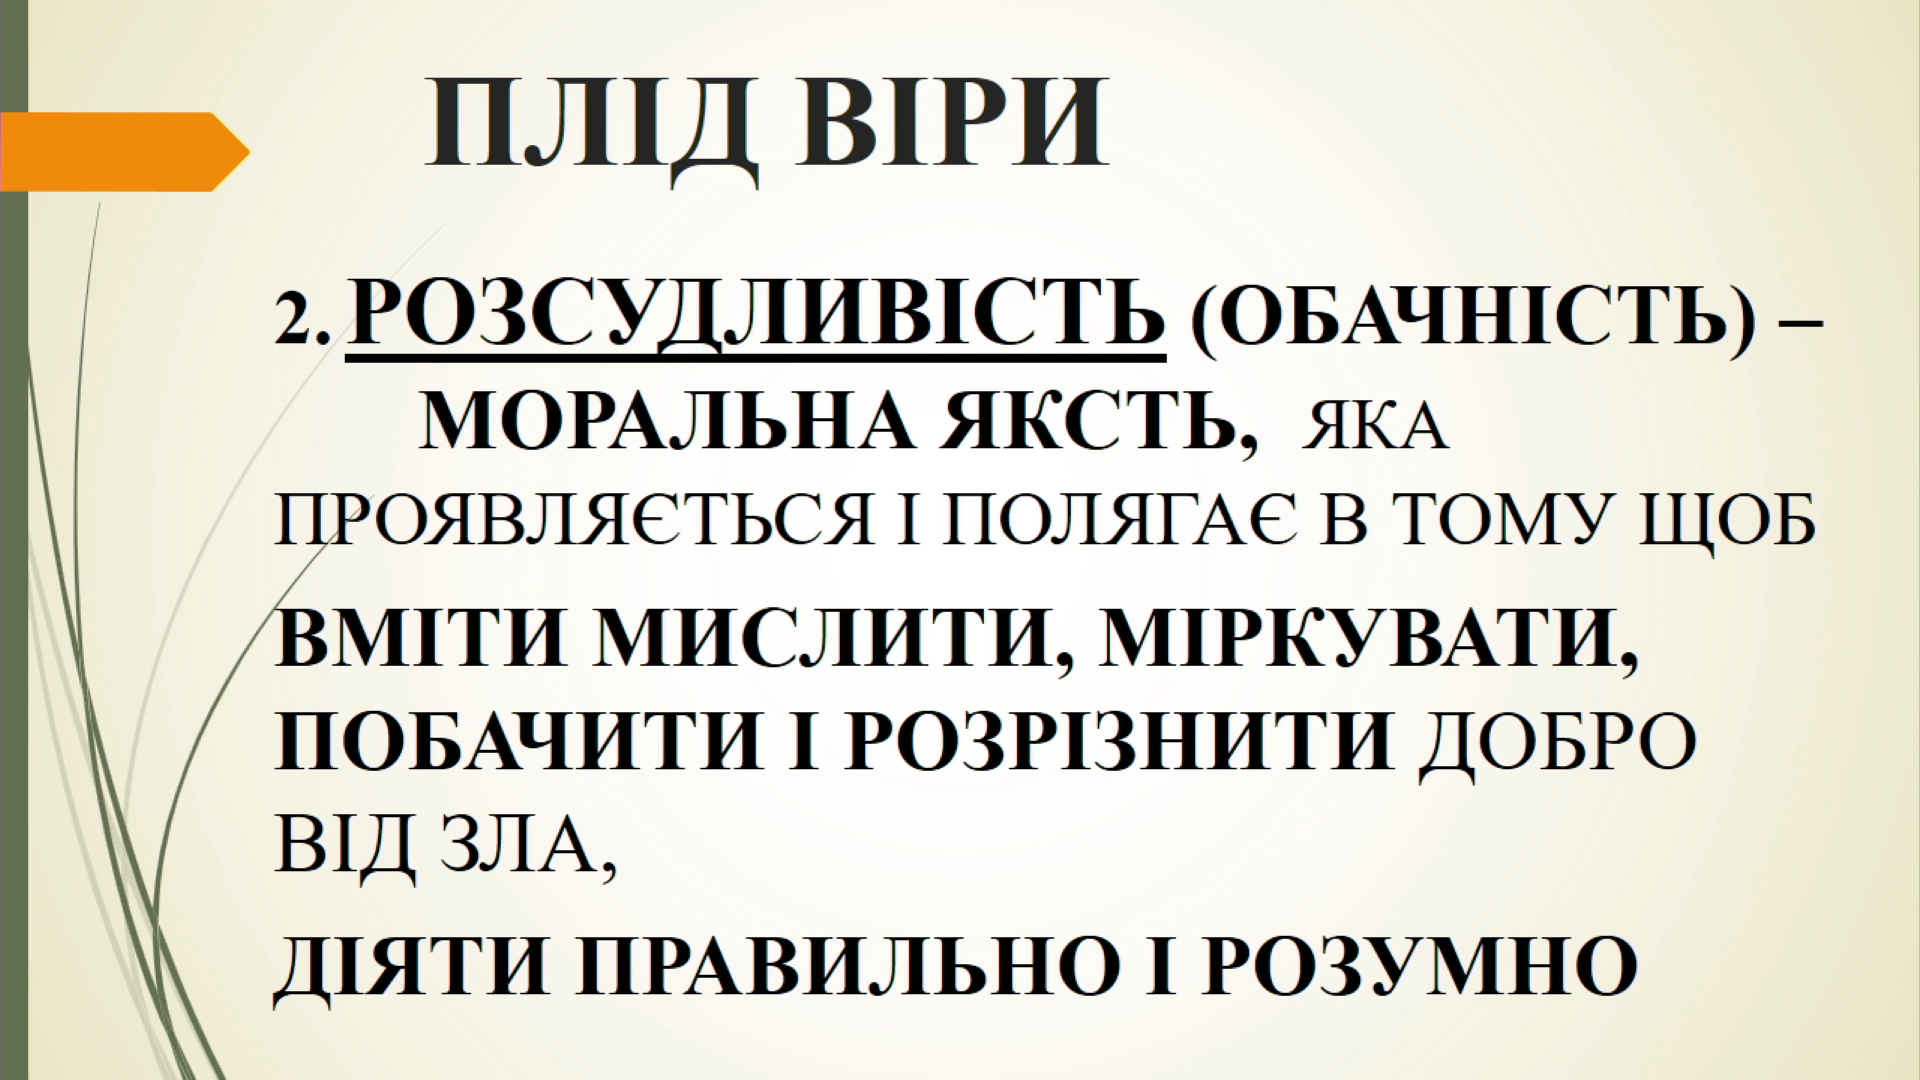 ПЛІД ВІРИ
2. РОЗСУДЛИВІСТЬ (ОБАЧНІСТЬ) –
МОРАЛЬНА ЯКСТЬ, ЯКА
ПРОЯВЛЯЄТЬСЯ І ПОЛЯГАЄ В ТОМУ ЩОБ
ВМІТИ МИСЛИТИ, МІРКУВАТИ,
ПОБАЧИТИ І РОЗРІЗНИТИ ДОБРО
ВІД ЗЛА,
ДІЯТИ ПРАВИЛЬНО І РОЗУМНО